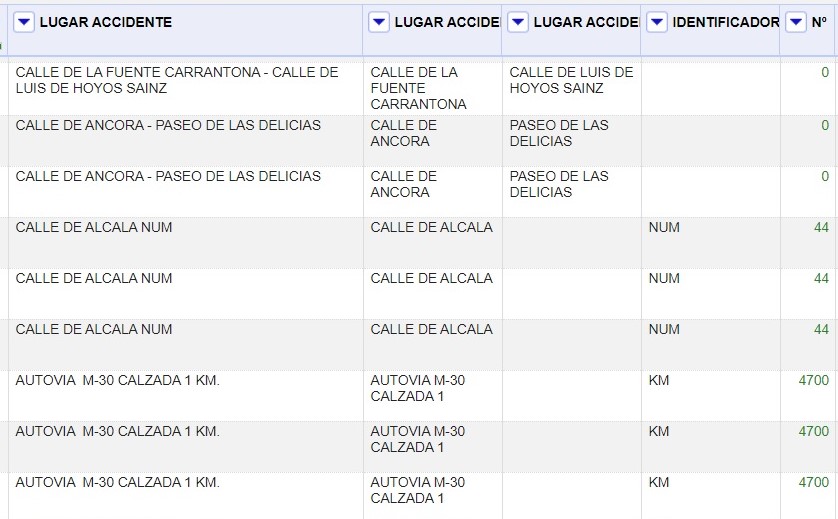 LUGAR ACCIDENTE LUGAR ACCIDE LUGAR ACCIDE IDENTIFICADOR Nº
CALLE DE LA FUENTE CARRANTONA - CALLE DE CALLE DE LA CALLE DE LUIS DE 0
LUIS DE HOYOS SAINZ FUENTE HOYOS SAINZ
CARRANTONA
CALLE DE ANCORA - PASEO DE LAS DELICIAS CALLE DE PASEO DE LAS 0
ANCORA DELICIAS
CALLE DE ANCORA - PASEO DE LAS DELICIAS CALLE DE PASEO DE LAS 0
ANCORA DELICIAS
CALLE DE ALCALA NUM CALLE DE ALCALA NUM 44
CALLE DE ALCALA NUM CALLE DE ALCALA NUM 44
CALLE DE ALCALA NUM CALLE DE ALCALA NUM 44
AUTOVIA  M-30 CALZADA 1 KM. AUTOVIA M-30 KM 4700
CALZADA 1
AUTOVIA  M-30 CALZADA 1 KM. AUTOVIA M-30 KM 4700
CALZADA 1
AUTOVIA  M-30 CALZADA 1 KM. AUTOVIA M-30 KM 4700
CALZADA 1